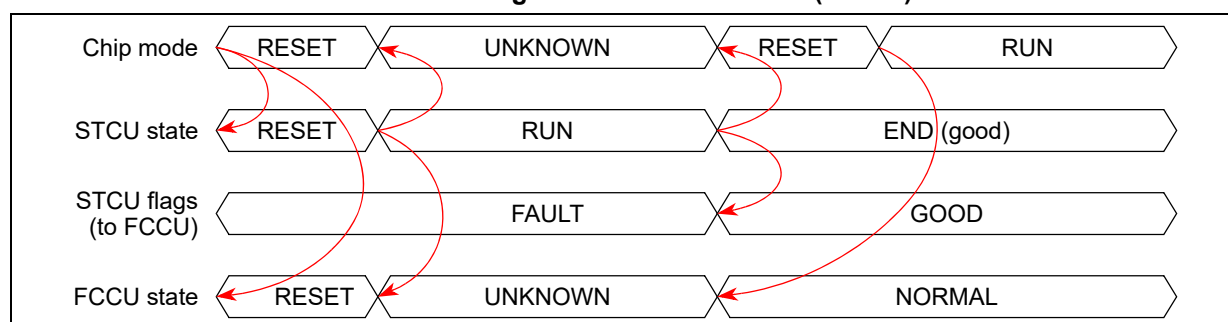 Chip mode RESET UNKNOWN RESET RUN
STCU state RESET RUN END (good)
STCU flags
(to FCCU) FAULT GOOD
FCCU state RESET UNKNOWN NORMAL